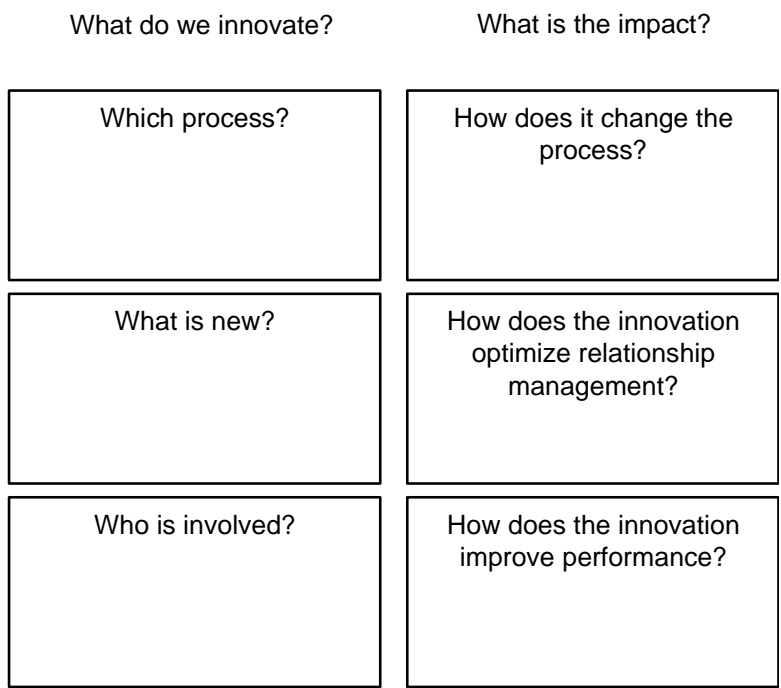 What do we innovate?
What is the impact?
Which process?
How does it change the
process?
What is new?
How does the innovation
optimize relationship
management?
Who is involved?
How does the innovation
improve performance?